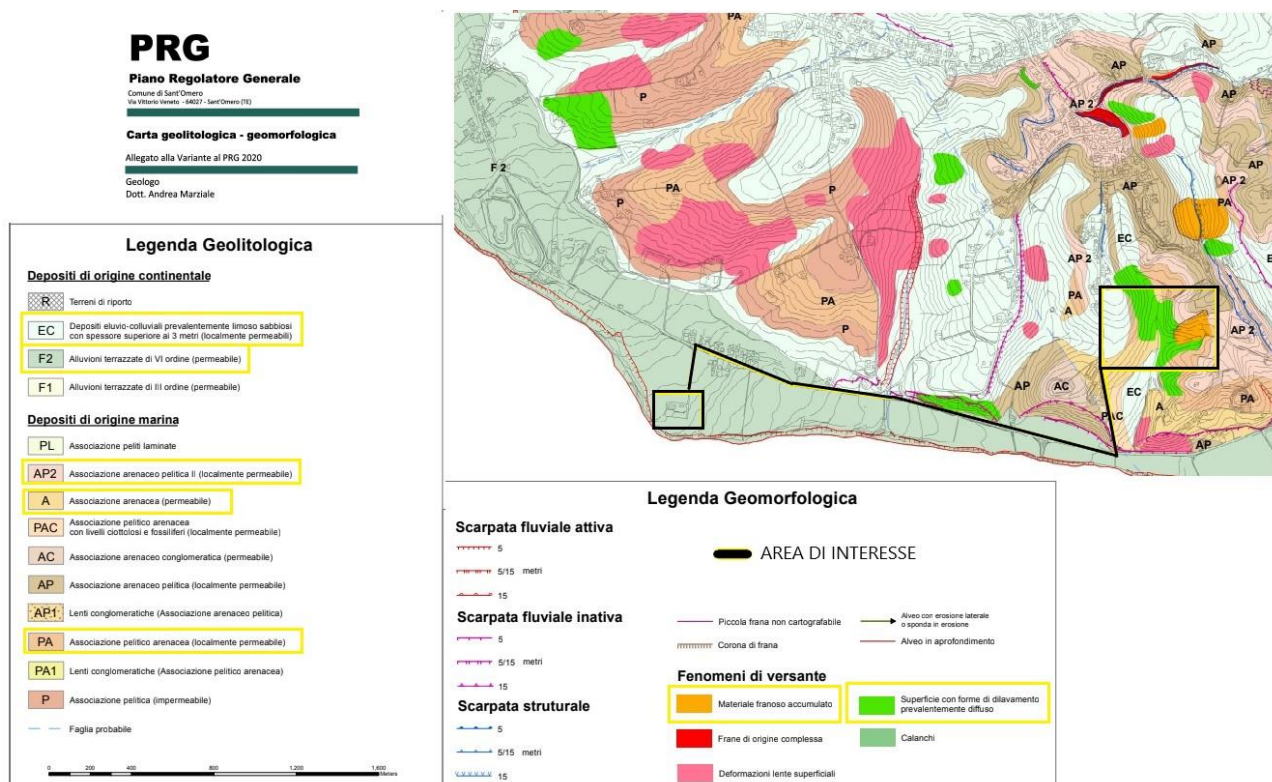 PRG
Piano Regolatore Generale
Comune di Sant'Omero
Via Vittorio Veneto - 64027 - Sant'Omero (TE)
Carta geolitologica - geomorfologica
Allegato alla Variante al PRG 2020
Geologo
Dott. Andrea Marziale
Legenda Geolitologica
Depositi di origine continentale
R Terreni di riporto
EC Depositi eluvio-colluviali prevalentemente limoso sabbiosi
con spessore superiore ai 3 metri (localmente permeabili)
F2 Alluvioni terrazzate di VI ordine (permeabile)
F1 Alluvioni terrazzate di III ordine (permeabile)
Depositi di origine marina
PL Associazione peliti laminate
AP2 Associazione arenaceo pelitica II (localmente permeabile)
A Associazione arenacea (permeabile)
PAC Associazione pelitico arenacea
con livelli ciottolosi e fossiliferi (localmente permeabile)
AC Associazione arenaceo conglomeratica (permeabile)
AP Associazione arenaceo pelitica (localmente permeabile)
AP1 Lenti conglomeratiche (Associazione arenaceo pelitica)
PA Associazione pelitico arenacea (localmente permeabile)
PA1 Lenti conglomeratiche (Associazione pelitico arenacea)
P Associazione pelitica (impermeabile)
Faglia probabile
0 200 400 800 1,200 1,600
Meters
PA
AP
P
AP
AP 2
AP
F 2
PA
P
AP
AP
P
AP 2
PA
EC
AP 2
PA
A
PA
P
AP 2
AP
AC
EC
PAC
A
PA
AP
Legenda Geomorfologica
Scarpata fluviale attiva
5
5/15 metri
15
Scarpata fluviale inativa
5
5/15 metri
15
Scarpata struturale
5
5/15 metri
15
AREA DI INTERESSE
Piccola frana non cartografabile
Corona di frana
Alveo con erosione laterale
o sponda in erosione
Alveo in aprofondimento
Fenomeni di versante
Materiale franoso accumulato
Frane di origine complessa
Deformazioni lente superficiali
Superficie con forme di dilavamento
prevalentemente diffuso
Calanchi